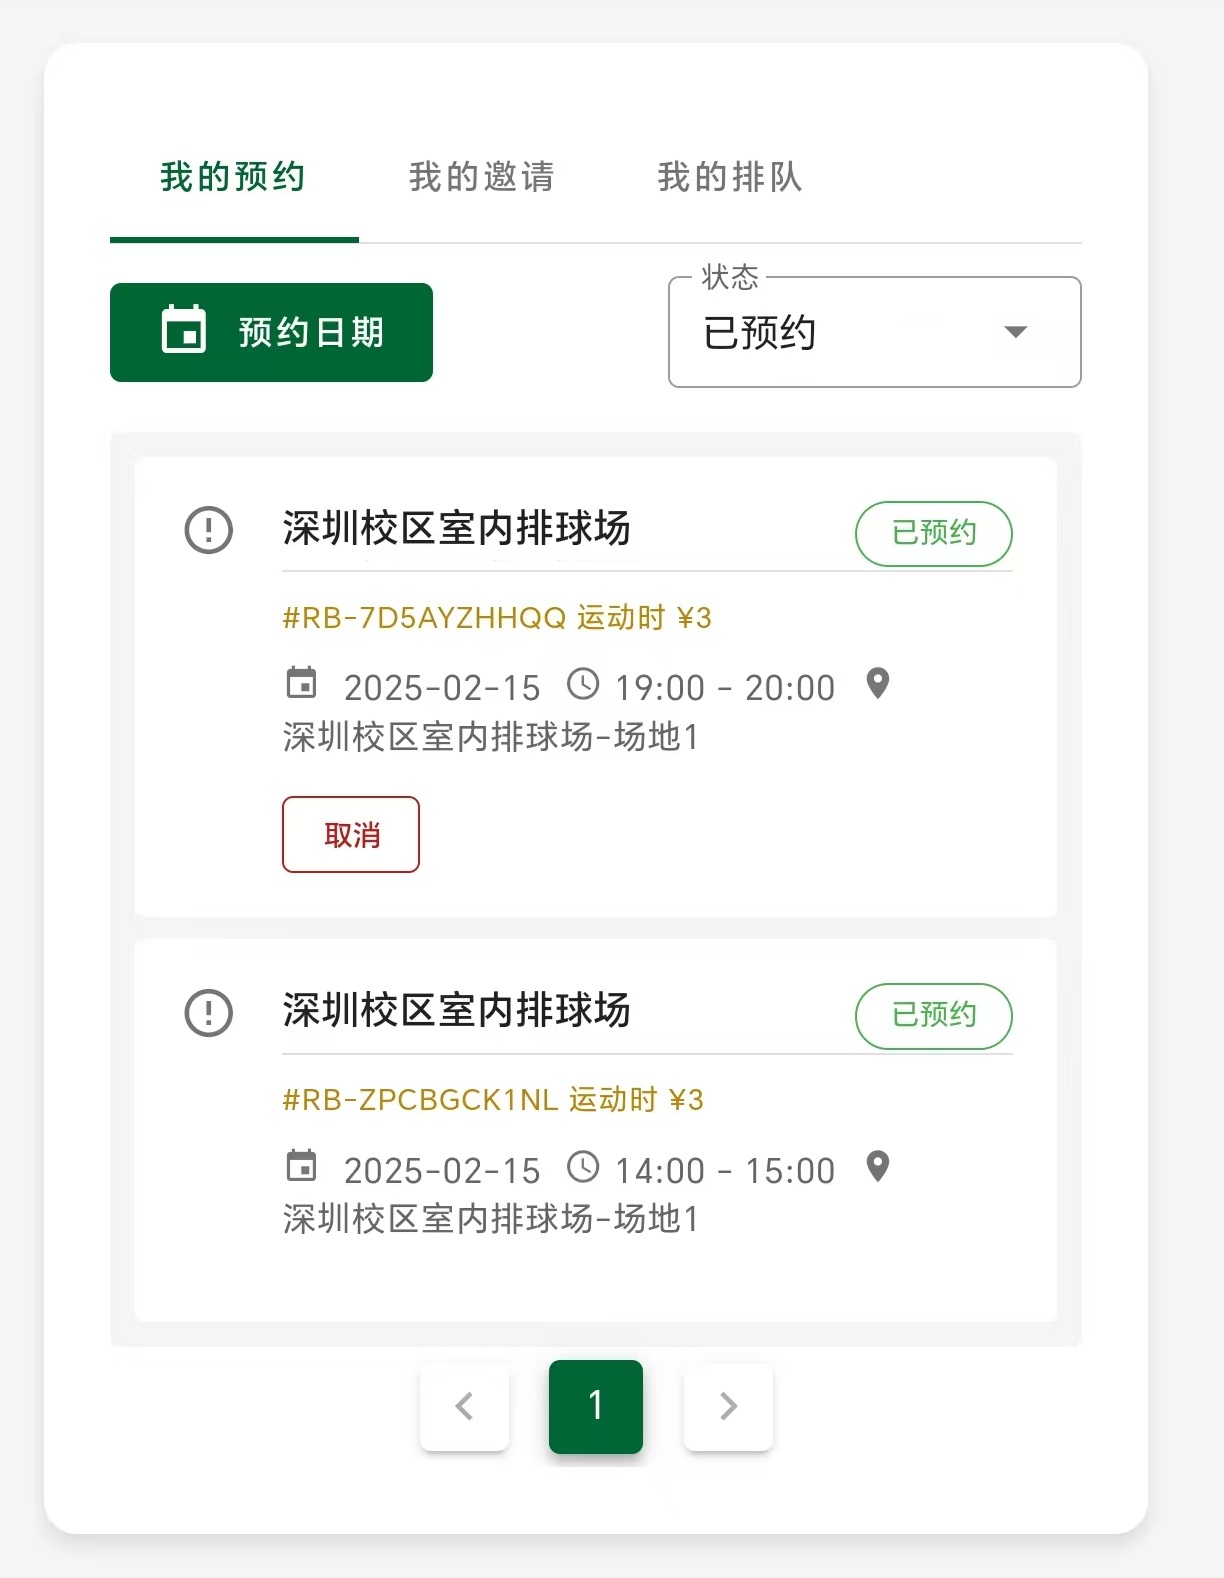 我的预约 我的邀请 我的排队
状态
预约日期 已预约
深圳校区室内排球场 已预约
#RB-7D5AYZHHQQ 运动时 ¥3
2025-02-15 19:00 - 20:00
深圳校区室内排球场-场地1
取消
深圳校区室内排球场 已预约
#RB-ZPCBGCK1NL 运动时 ¥3
2025-02-15 14:00 - 15:00
深圳校区室内排球场-场地1
1